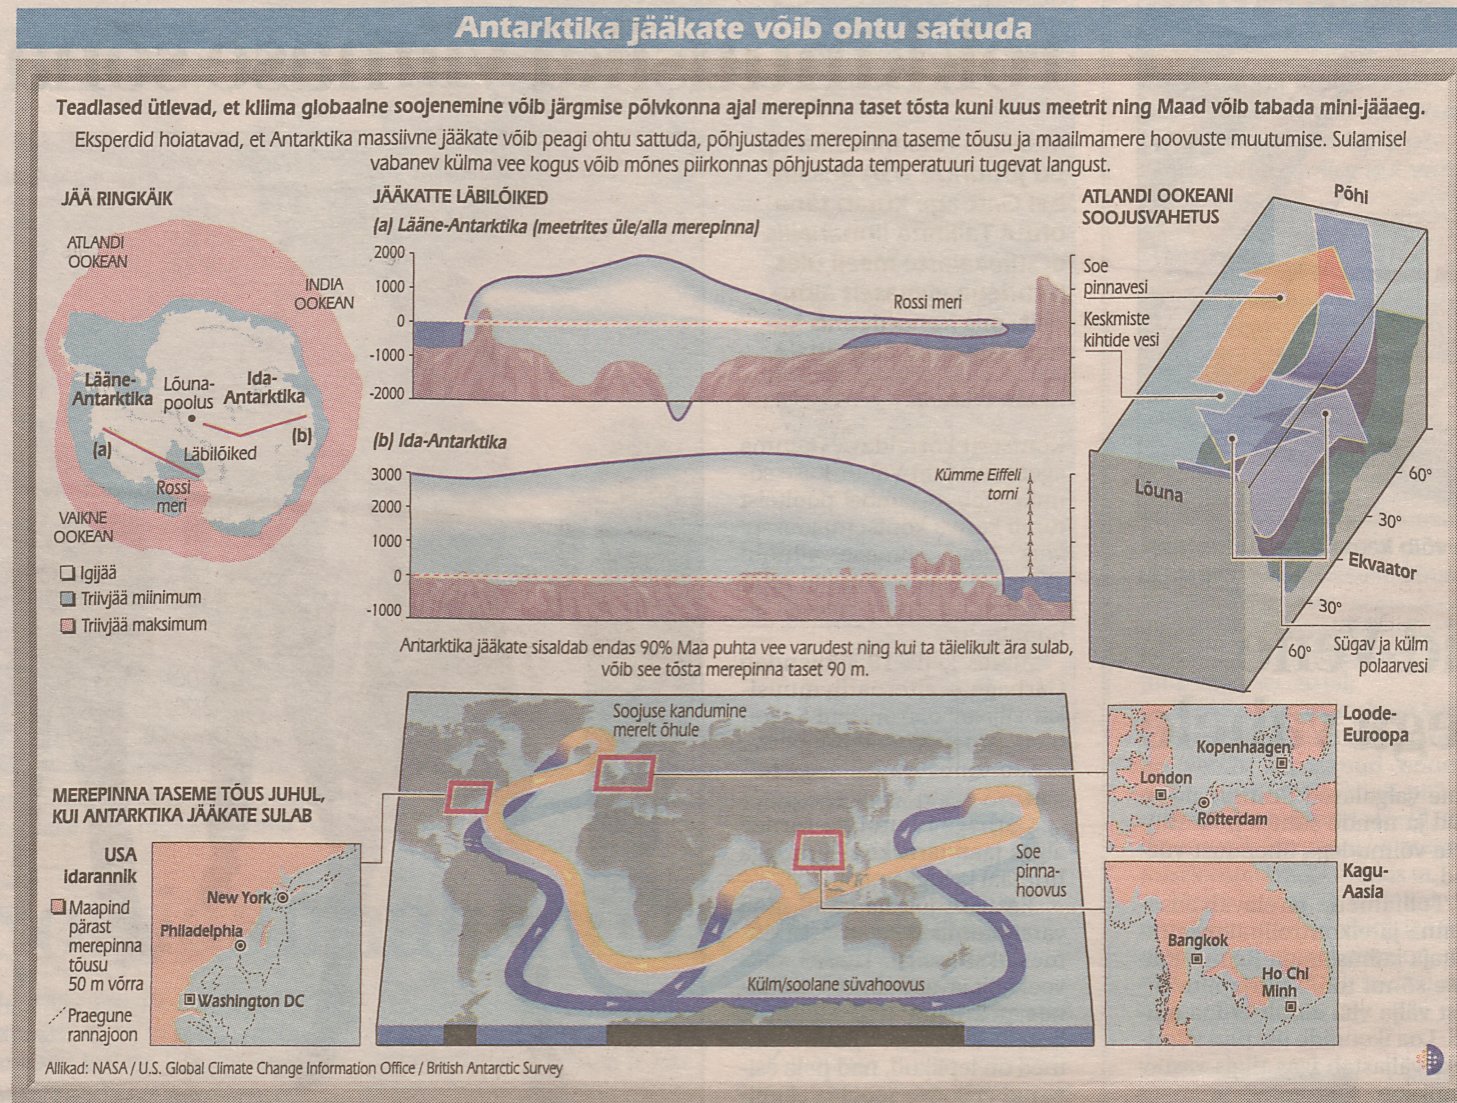 Antarktika jääkate võib ohtu sattuda
Teadlased ütlevad, et kliima globaalne soojenemine võib järgmise põlvkonna ajal merepinna taset tõsta kuni kuus meetrit ning Maad võib tabada mini-jääaeg.
Eksperdid hoiatavad, et Antarktika massiivne jääkate võib peagi ohtu sattuda, põhjustades merepinna taseme tõusu ja maailmamere hoovuste muutumise. Sulamisel
vabanev külma vee kogus võib mõnes piirkonnas põhjustada temperatuuri tugevat langust.
JÄÄ RINGKÄIK
ATLANDI
OOKEAN
INDIA
OOKEAN
Lääne-
Antarktika
Lõuna-
poolus
Ida-
Antarktika
(a)
(b)
Läbilõiked
Rossi
meri
VAIKNE
OOKEAN
Igijää
Triivjää miinimum
Triivjää maksimum
JÄÄKATTE LÄBILÕIKED
(a) Lääne-Antarktika (meetrites üle/alla merepinna)
2000
1000
0
-1000
-2000
Rossi meri
(b) Ida-Antarktika
3000
2000
1000
0
-1000
Kümme Eiffeli
torni
Antarktika jääkate sisaldab endas 90% Maa puhta vee varudest ning kui ta täielikult ära sulab,
võib see tõsta merepinna taset 90 m.
ATLANDI OOKEANI
SOOJUSVAHETUS
Põhi
Soe
pinnavesi
Keskmiste
kihtide vesi
Lõuna
60°
30°
Ekvaator
30°
60°
Sügav ja külm
polaarvesi
MEREPINNA TASEME TÕUS JUHUL,
KUI ANTARKTIKA JÄÄKATE SULAB
USA
idarannik
Maapind
pärast
merepinna
tõusu
50 m võrra
Praegune
rannajoon
New York
Philadelphia
Washington DC
Soojuse kandumine
merelt õhule
Soe
pinna-
hoovus
Külm/soolane süvahoovus
Loode-
Euroopa
Kopenhaagen
London
Rotterdam
Kagu-
Aasia
Bangkok
Ho Chi
Minh
Allikad: NASA / U.S. Global Climate Change Information Office / British Antarctic Survey